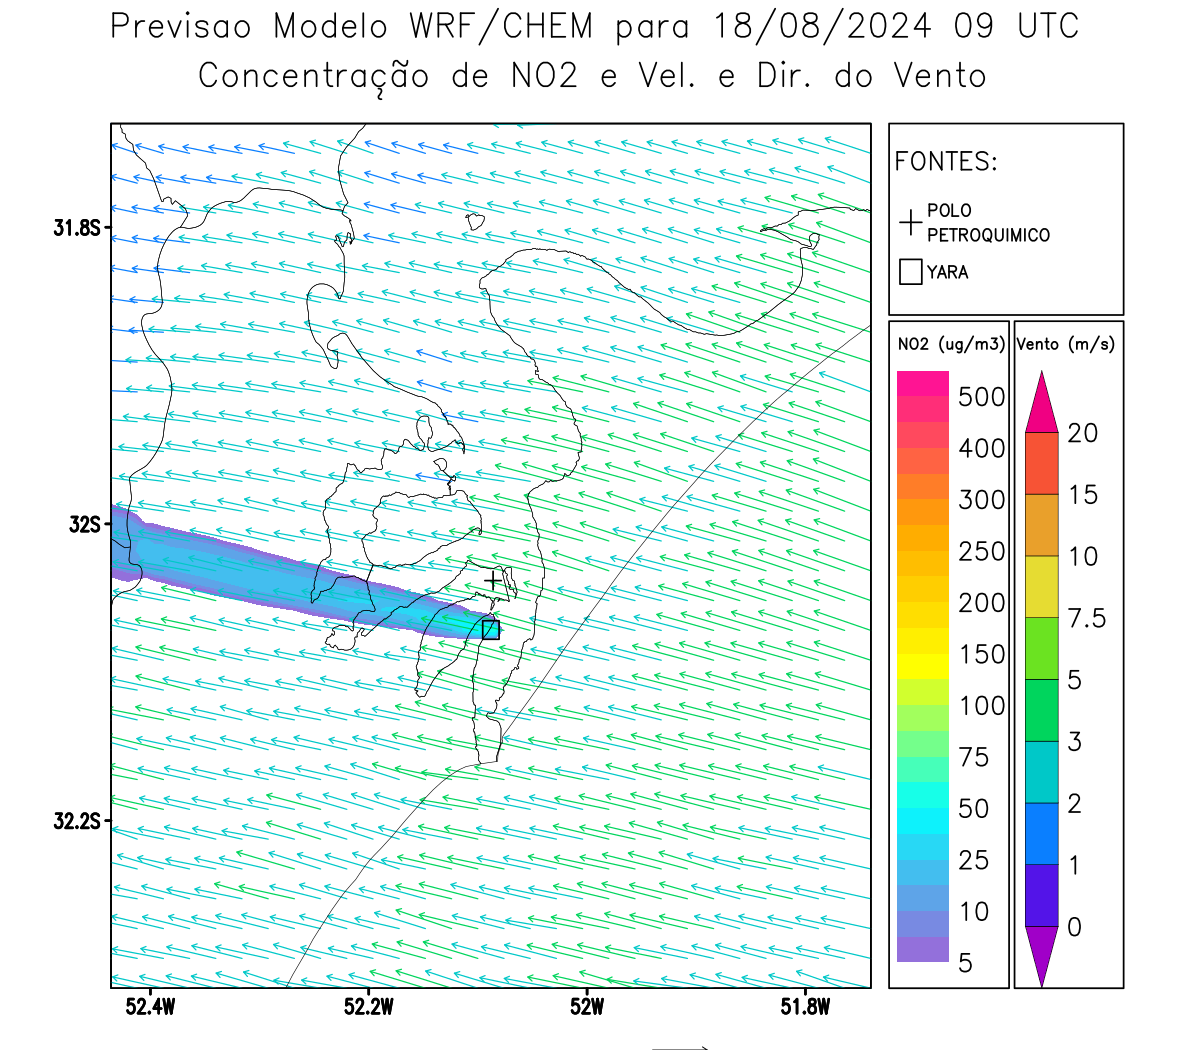 Previsao Modelo WRF/CHEM para 18/08/2024 09 UTC
Concentração de NO2 e Vel. e Dir. do Vento
FONTES:
POLO
PETROQUIMICO
YARA
31.8S
32S
32.2S
52.4W
52.2W
52W
51.8W
NO2 (ug/m3)
500
400
300
250
200
150
100
75
50
25
10
5
Vento (m/s)
20
15
10
7.5
5
3
2
1
0